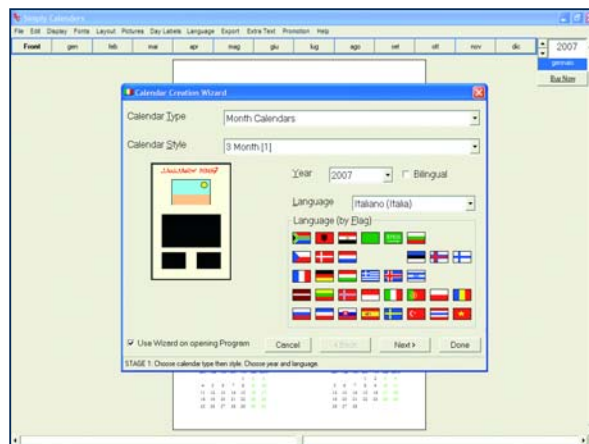 Simply Calenders
File Edit Display Fonts Layout Pictures Day Labels Language Export Extra Text Promotion Help
Front gen feb mar apr mag giu lug ago set ott nov dic 2007
gennaio
Buy Now
Calendar Creation Wizard
Calendar Type Month Calendars
Calendar Style 3 Month [1]
JANUARY 2007
Year 2007 Bilingual
Language Italiano (Italia)
Language (by Flag)
Use Wizard on opening Program Cancel < Back Next > Done
STAGE 1: Choose calendar type then style. Choose year and language.